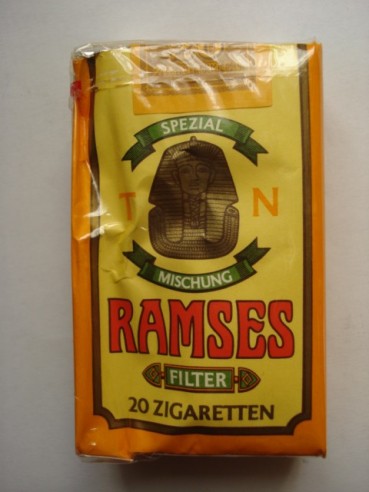 SPEZIAL
T N
MISCHUNG
RAMSES
FILTER
20 ZIGARETTEN